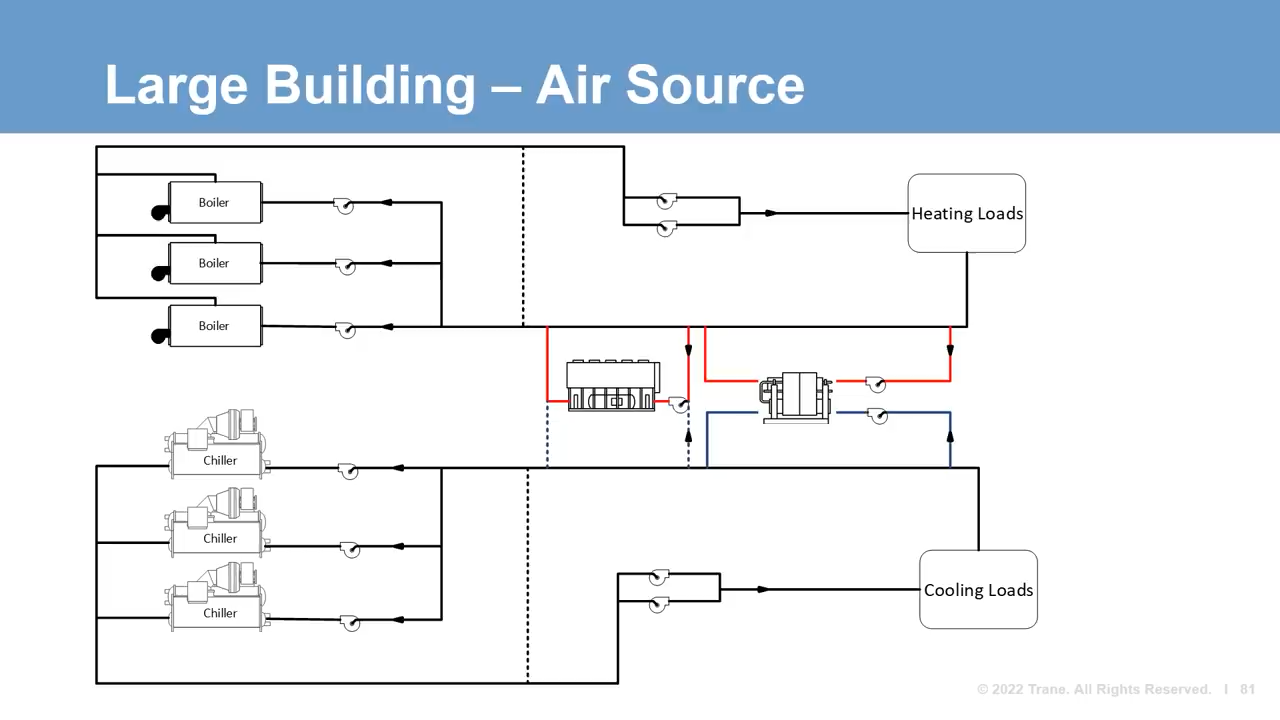 Large Building – Air Source
Boiler
Heating Loads
Boiler
Boiler
Chiller
Chiller
Cooling Loads
Chiller
© 2022 Trane. All Rights Reserved. I 81